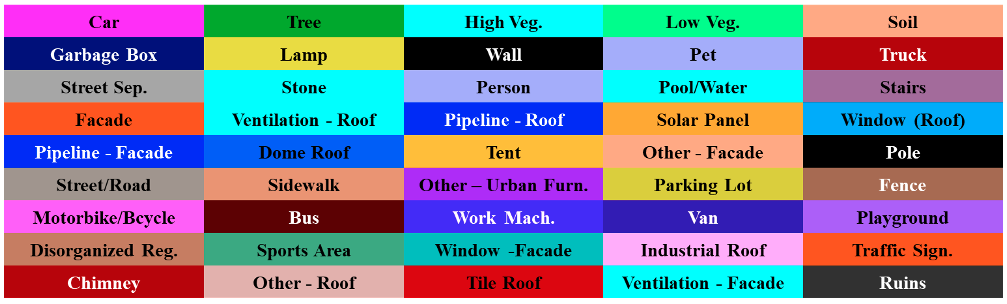 Car Tree High Veg. Low Veg. Soil
Garbage Box Lamp Wall Pet Truck
Street Sep. Stone Person Pool/Water Stairs
Facade Ventilation - Roof Pipeline - Roof Solar Panel Window (Roof)
Pipeline - Facade Dome Roof Tent Other - Facade Pole
Street/Road Sidewalk Other – Urban Furn. Parking Lot Fence
Motorbike/Bcycle Bus Work Mach. Van Playground
Disorganized Reg. Sports Area Window -Facade Industrial Roof Traffic Sign.
Chimney Other - Roof Tile Roof Ventilation - Facade Ruins